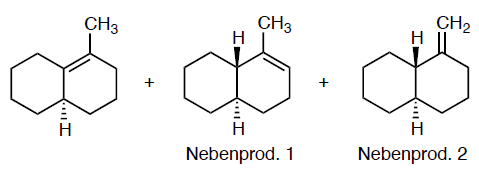 CH3
H
+
H
CH3
H
Nebenprod. 1
+
H
CH2
H
Nebenprod. 2